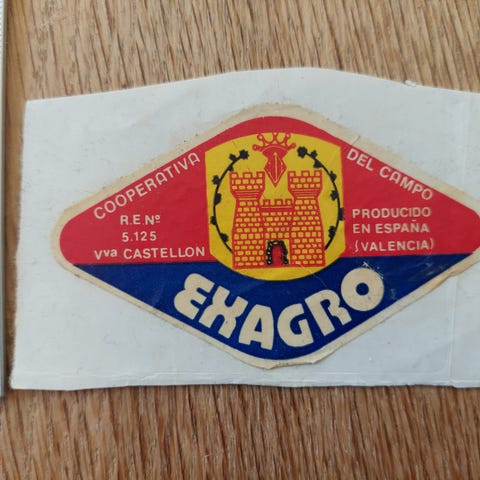 COOPERATIVA
DEL CAMPO
R.E.Nº
5.125
Vva CASTELLON
PRODUCIDO
EN ESPAÑA
(VALENCIA)
EXAGRO